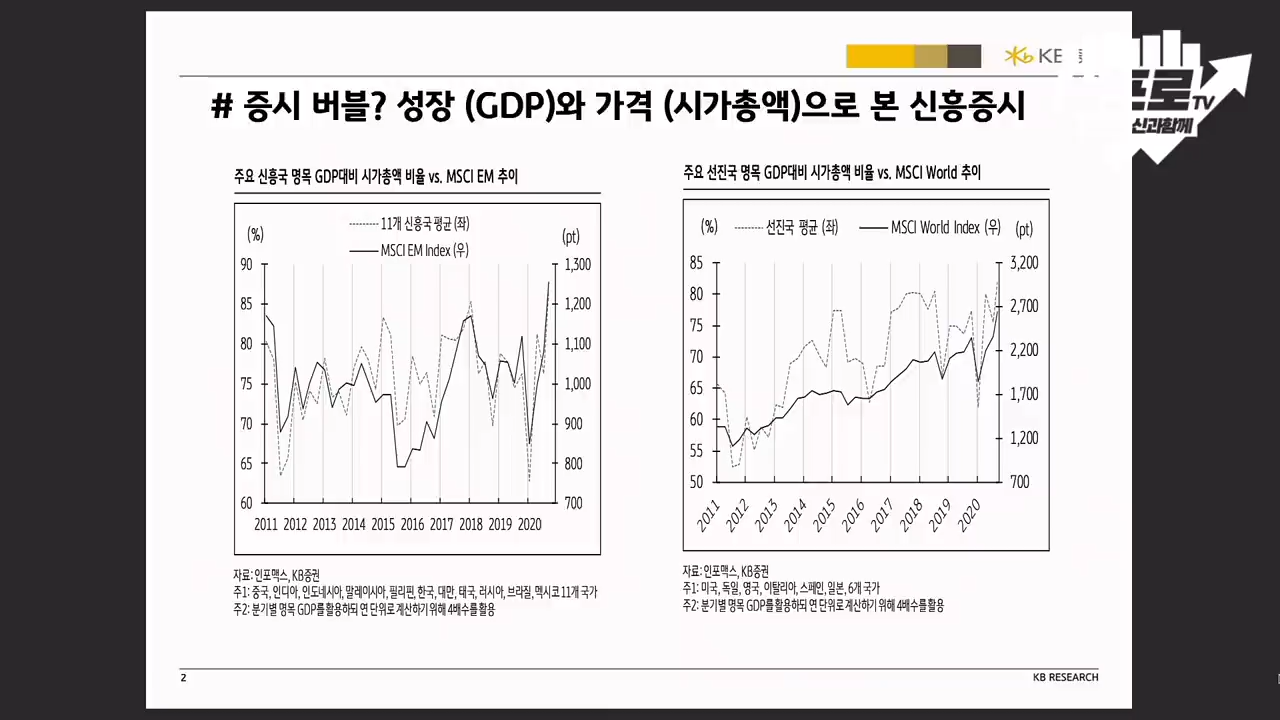 KB
프로TV
신과함께
# 증시 버블? 성장 (GDP)와 가격 (시가총액)으로 본 신흥증시
주요 신흥국 명목 GDP대비 시가총액 비율 vs. MSCI EM 추이
(%)
11개 신흥국 평균 (좌)
MSCI EM Index (우)
(pt)
90
85
80
75
70
65
60
1,300
1,200
1,100
1,000
900
800
700
2011 2012 2013 2014 2015 2016 2017 2018 2019 2020
자료: 인포맥스, KB증권
주1: 중국, 인디아, 인도네시아, 말레이시아, 필리핀, 한국, 대만, 태국, 러시아, 브라질, 멕시코 11개 국가
주2: 분기별 명목 GDP를 활용하되 연 단위로 계산하기 위해 4배수를 활용
주요 선진국 명목 GDP대비 시가총액 비율 vs. MSCI World 추이
(%) 선진국 평균 (좌) MSCI World Index (우) (pt)
85
80
75
70
65
60
55
50
3,200
2,700
2,200
1,700
1,200
700
2011 2012 2013 2014 2015 2016 2017 2018 2019 2020
자료: 인포맥스, KB증권
주1: 미국, 독일, 영국, 이탈리아, 스페인, 일본, 6개 국가
주2: 분기별 명목 GDP를 활용하되 연 단위로 계산하기 위해 4배수를 활용
2
KB RESEARCH